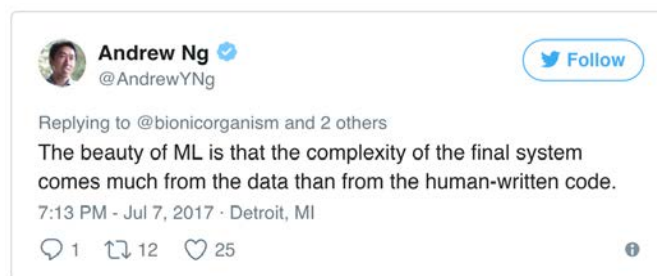 Andrew Ng
@AndrewYNg
Follow
Replying to @bionicorganism and 2 others
The beauty of ML is that the complexity of the final system
comes much from the data than from the human-written code.
7:13 PM - Jul 7, 2017 · Detroit, MI
1 12 25